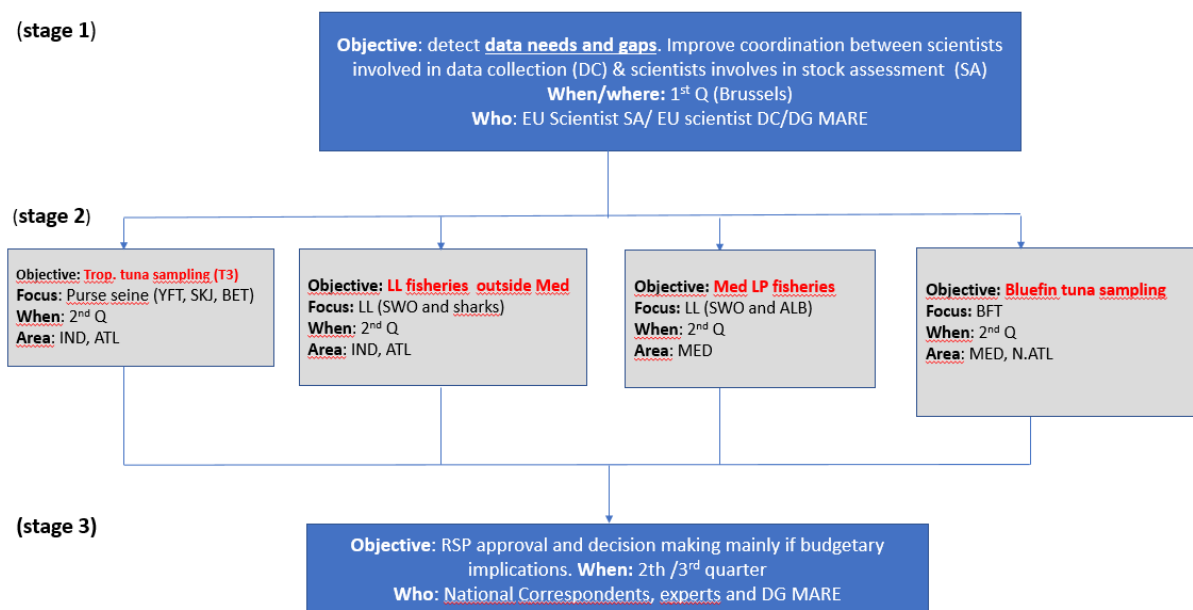 (stage 1)
Objective: detect data needs and gaps. Improve coordination between scientists
involved in data collection (DC) & scientists involves in stock assessment (SA)
When/where: 1st Q (Brussels)
Who: EU Scientist SA/ EU scientist DC/DG MARE
(stage 2)
Objective: Trop. tuna sampling (T3)
Focus: Purse seine (YFT, SKJ, BET)
When: 2nd Q
Area: IND, ATL
Objective: LL fisheries outside Med
Focus: LL (SWO and sharks)
When: 2nd Q
Area: IND, ATL
Objective: Med LP fisheries
Focus: LL (SWO and ALB)
When: 2nd Q
Area: MED
Objective: Bluefin tuna sampling
Focus: BFT
When: 2nd Q
Area: MED, N.ATL
(stage 3)
Objective: RSP approval and decision making mainly if budgetary
implications. When: 2th /3rd quarter
Who: National Correspondents, experts and DG MARE